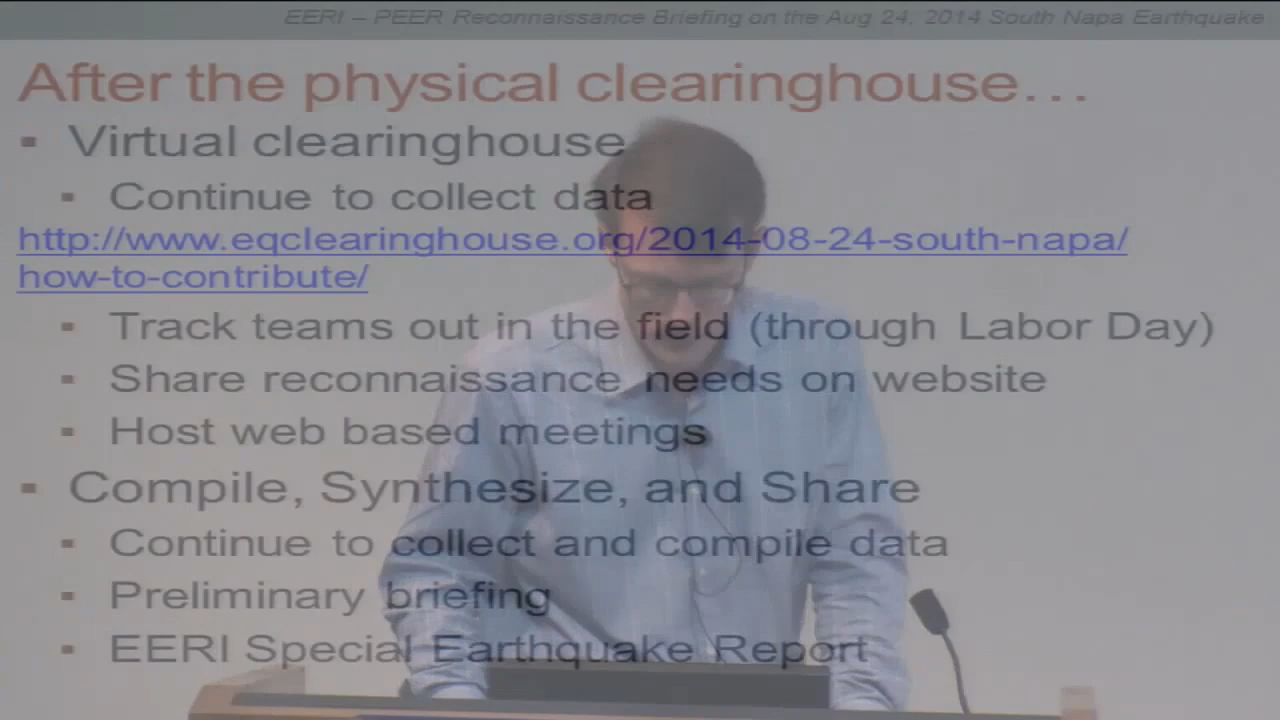 EERI – PEER Reconnaissance Briefing on the Aug 24, 2014 South Napa Earthquake
After the physical clearinghouse…
▪ Virtual clearinghouse
▪ Continue to collect data
http://www.eqclearinghouse.org/2014-08-24-south-napa/
how-to-contribute/
▪ Track teams out in the field (through Labor Day)
▪ Share reconnaissance needs on website
▪ Host web based meetings
▪ Compile, Synthesize, and Share
▪ Continue to collect and compile data
▪ Preliminary briefing
▪ EERI Special Earthquake Report